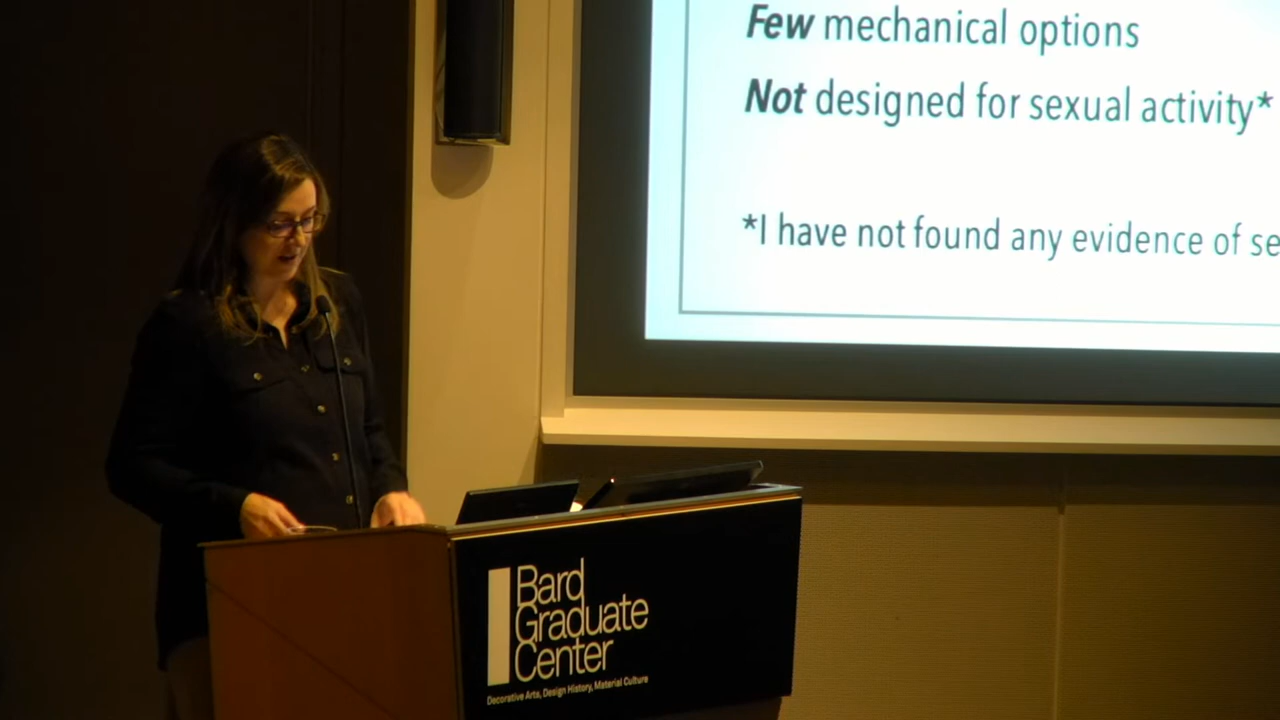 Few mechanical options
Not designed for sexual activity*
*I have not found any evidence of se
Bard
Graduate
Center
Decorative Arts, Design History, Material Culture